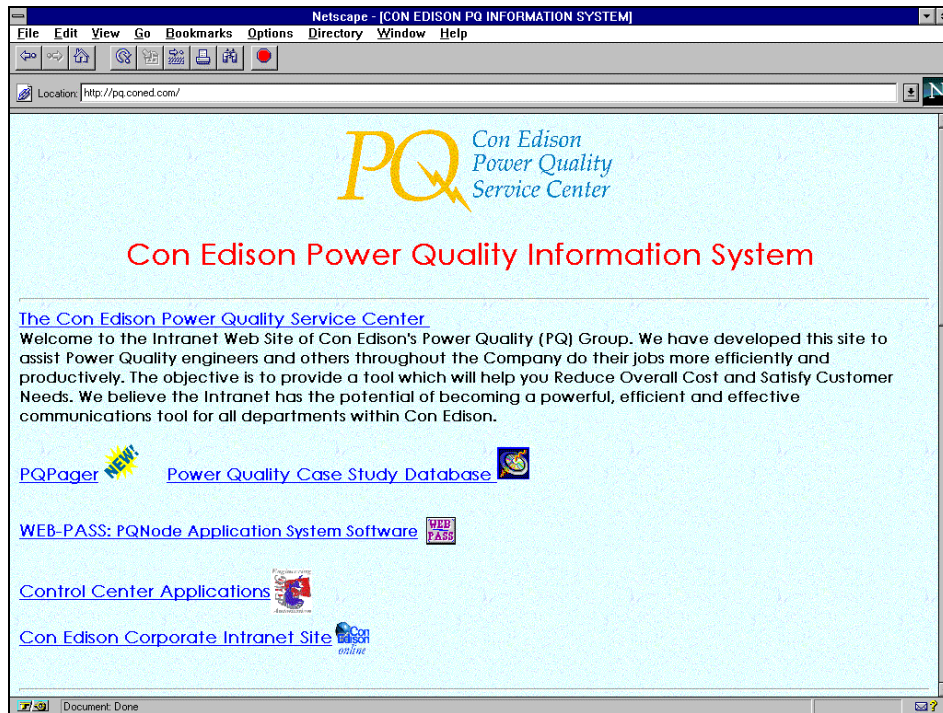 Netscape - [CON EDISON PQ INFORMATION SYSTEM]
File Edit View Go Bookmarks Options Directory Window Help
Location: http://pq.coned.com/
N
PQ
Con Edison
Power Quality
Service Center
Con Edison Power Quality Information System
The Con Edison Power Quality Service Center
Welcome to the Intranet Web Site of Con Edison's Power Quality (PQ) Group. We have developed this site to
assist Power Quality engineers and others throughout the Company do their jobs more efficiently and
productively. The objective is to provide a tool which will help you Reduce Overall Cost and Satisfy Customer
Needs. We believe the Intranet has the potential of becoming a powerful, efficient and effective
communications tool for all departments within Con Edison.
PQPager NEW! Power Quality Case Study Database
WEB-PASS: PQNode Application System Software WEB PASS
Control Center Applications
Con Edison Corporate Intranet Site Con Edison online
Document: Done